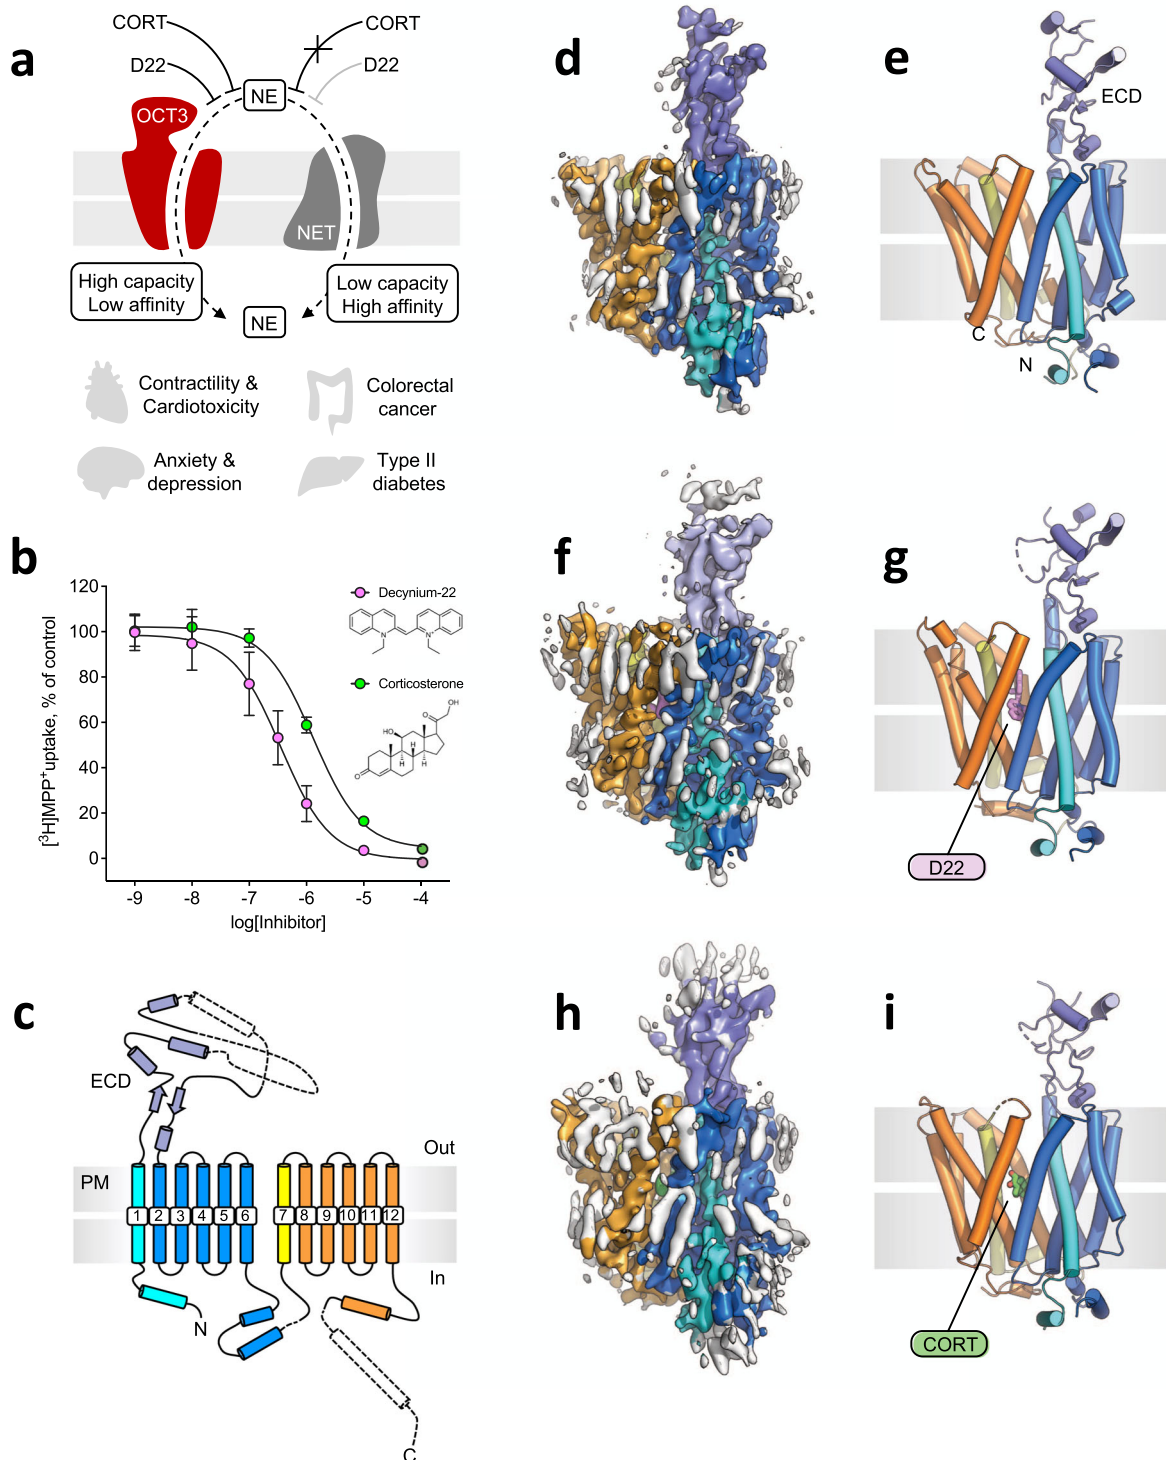 a
CORT
CORT
D22
D22
NE
OCT3
NET
High capacity
Low affinity
Low capacity
High affinity
NE
Contractility &
Cardiotoxicity
Colorectal
cancer
Anxiety &
depression
Type II
diabetes
b
120
100
80
60
40
20
0
[³H]MPP⁺uptake, % of control
-9
-8
-7
-6
-5
-4
log[Inhibitor]
Decynium-22
N
N⁺
Corticosterone
OH
O
HO
H
H
H
O
c
ECD
Out
PM
1
2
3
4
5
6
7
8
9
10
11
12
In
N
C
d
e
ECD
C
N
f
g
D22
h
i
CORT